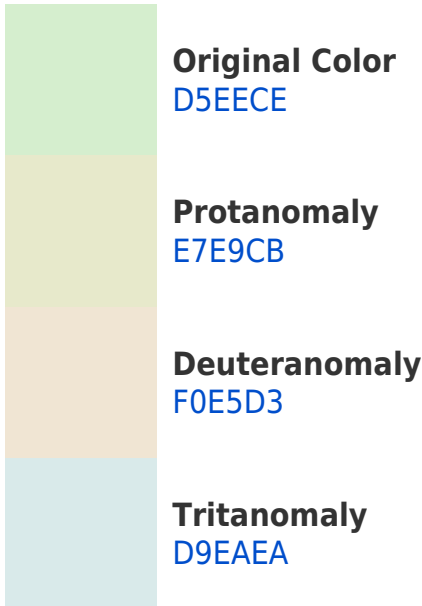 Original Color
D5EECE
Protanomaly
E7E9CB
Deuteranomaly
F0E5D3
Tritanomaly
D9EAEA